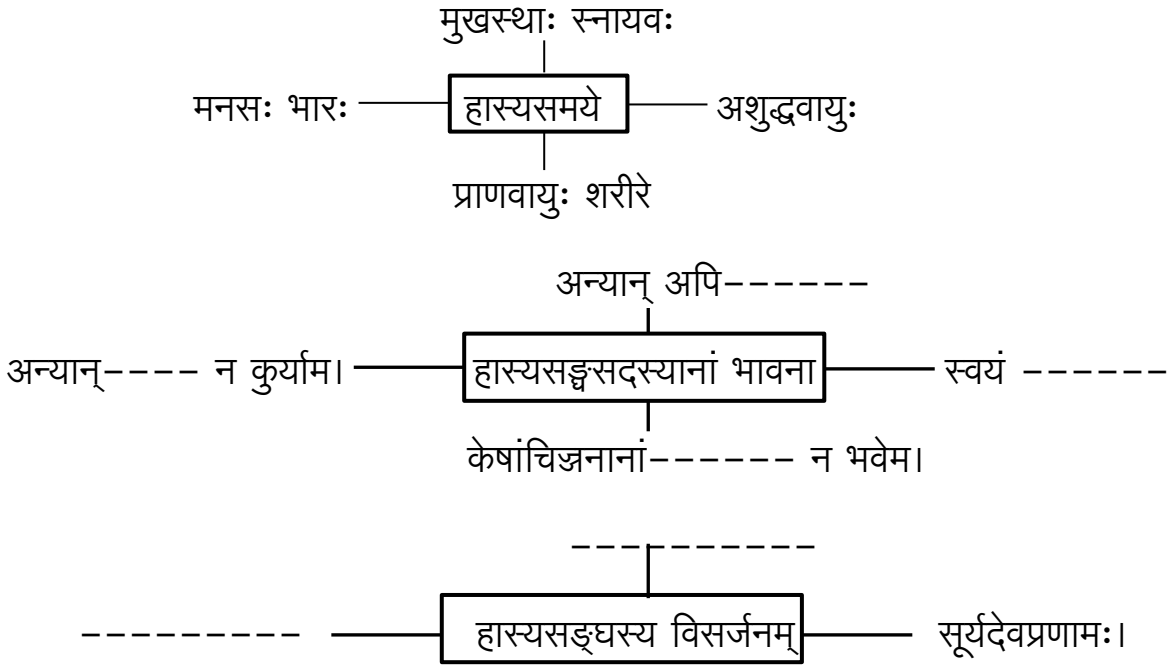 मुखस्थाः स्नायवः
मनसः भारः हास्यसमये अशुद्धवायुः
प्राणवायुः शरीरे
अन्यान् अपि------
अन्यान्---- न कुर्याम। हास्यसङ्घसदस्यानां भावना स्वयं ------
केषांचिज्जनानां------ न भवेम।
-----------
---------- हास्यसङ्घस्य विसर्जनम् सूर्यदेवप्रणामः।